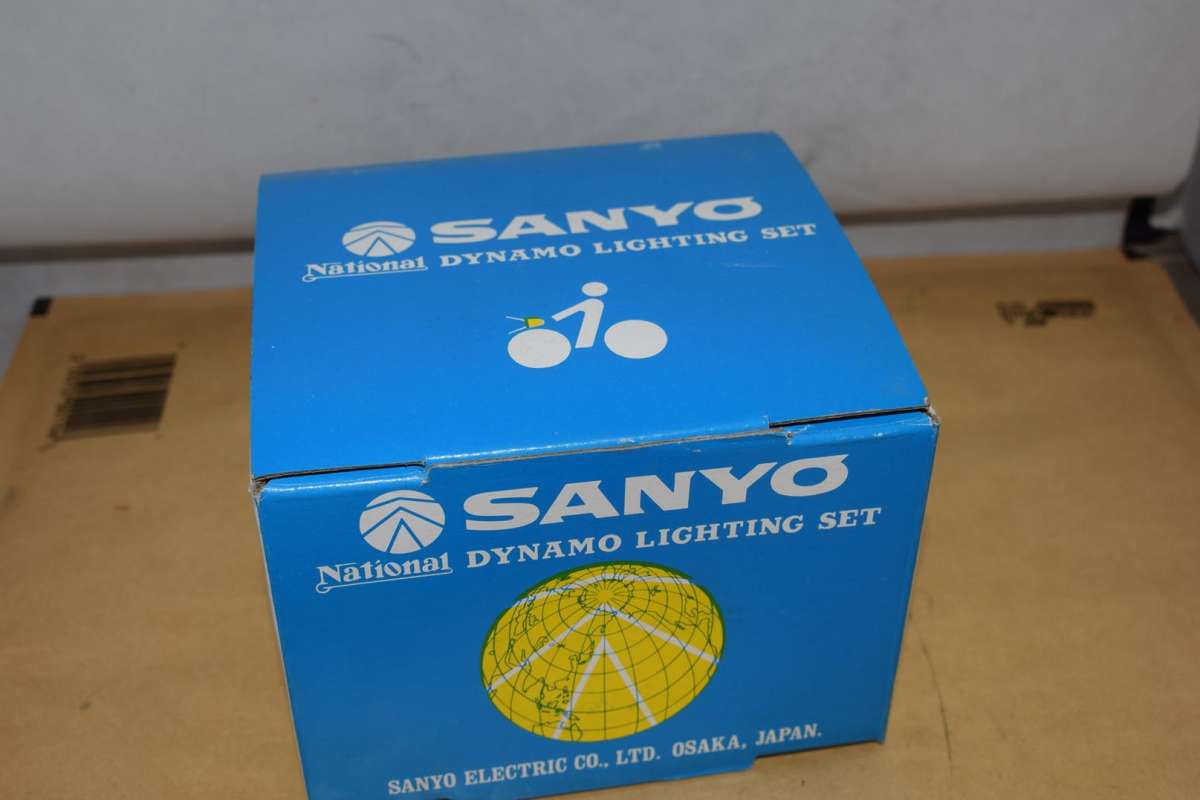 SANYO
National DYNAMO LIGHTING SET
SANYO
National DYNAMO LIGHTING SET
SANYO ELECTRIC CO., LTD. OSAKA, JAPAN.